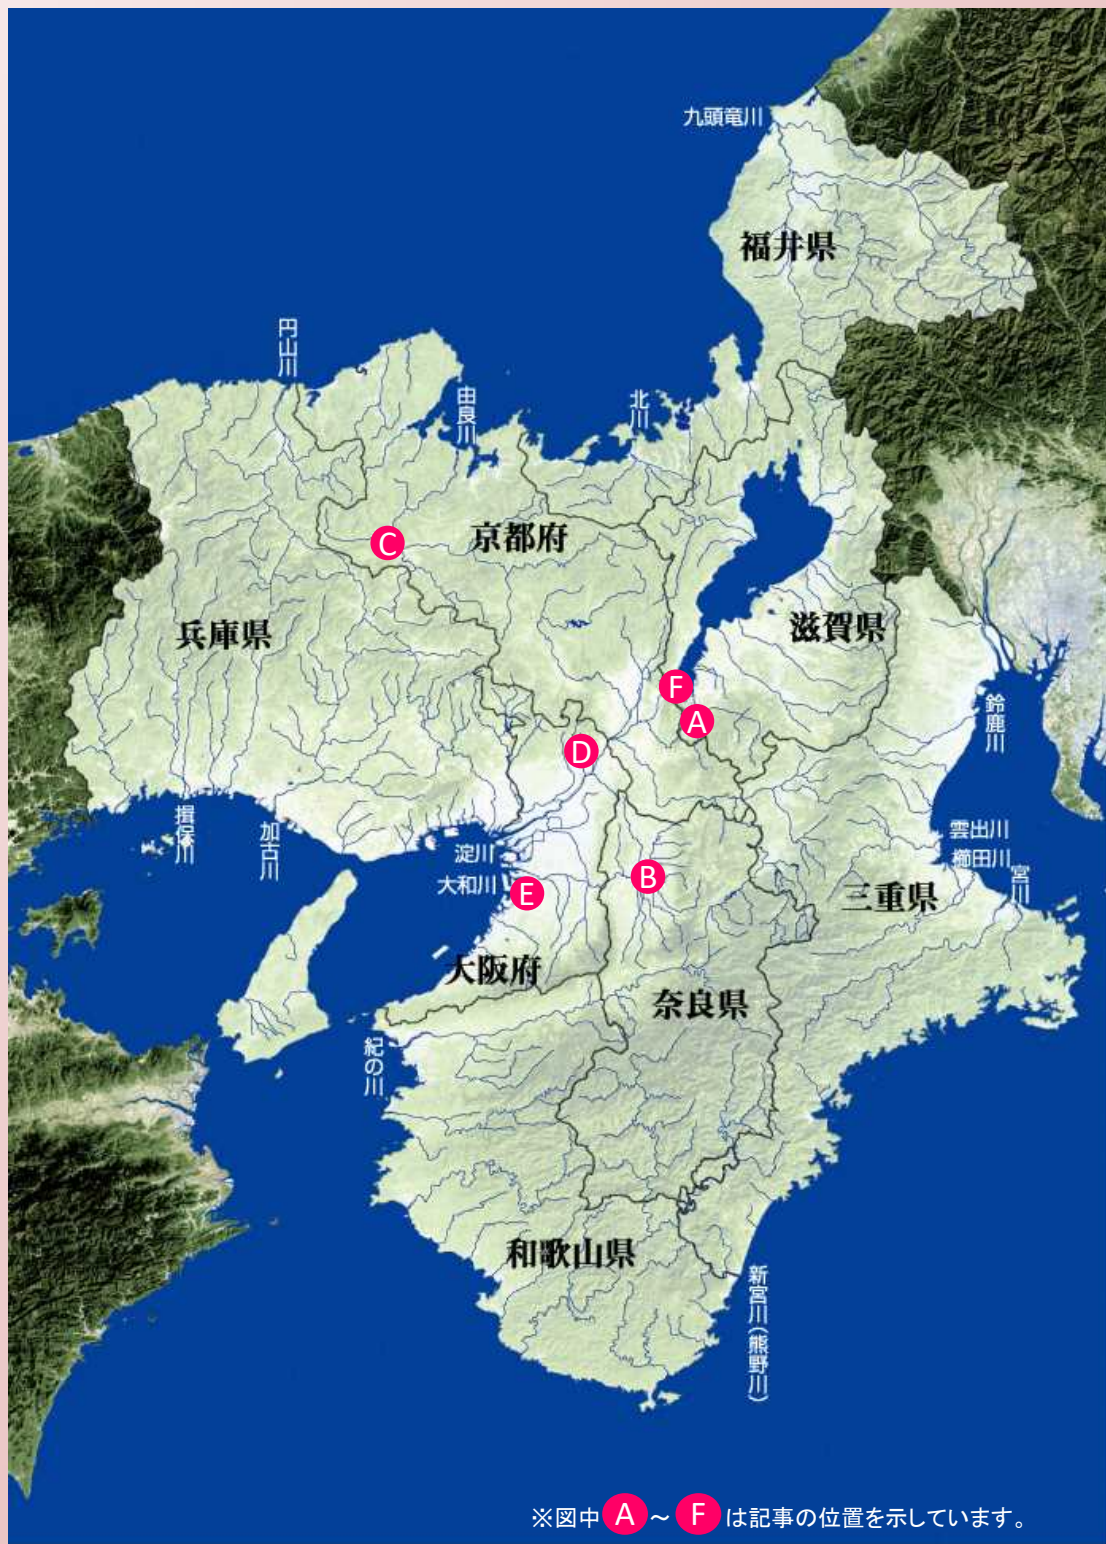 九頭竜川
福井県
円山川
由良川
北川
C
京都府
兵庫県
滋賀県
F
A
鈴鹿川
D
揖保川
加古川
淀川
大和川
E
B
雲出川
櫛田川
宮川
三重県
大阪府
奈良県
紀の川
和歌山県
新宮川(熊野川)
※図中 A ~ F は記事の位置を示しています。